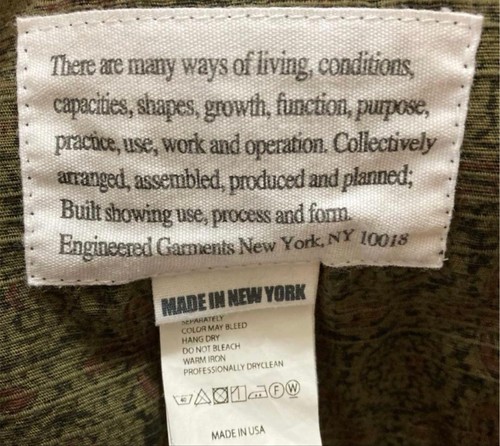 There are many ways of living, conditions,
capacities, shapes, growth, function, purpose,
practice, use, work and operation. Collectively
arranged, assembled, produced and planned;
Built showing use, process and form.
Engineered Garments New York, NY 10018
MADE IN NEW YORK
SEPARATELY
COLOR MAY BLEED
HANG DRY
DO NOT BLEACH
WARM IRON
PROFESSIONALLY DRYCLEAN
F W
MADE IN USA